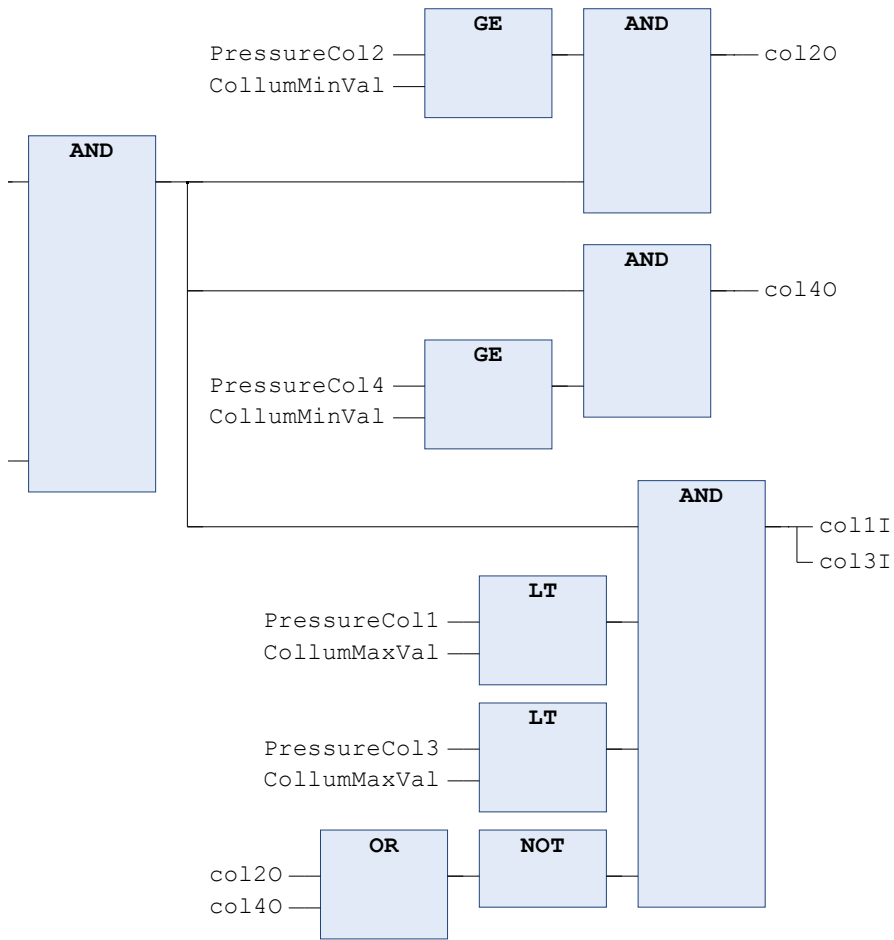 GE
AND
PressureCol2
col2O
CollumMinVal
AND
AND
col4O
GE
PressureCol4
CollumMinVal
AND
col1I
col3I
LT
PressureCol1
CollumMaxVal
LT
PressureCol3
CollumMaxVal
OR
NOT
col2O
col4O